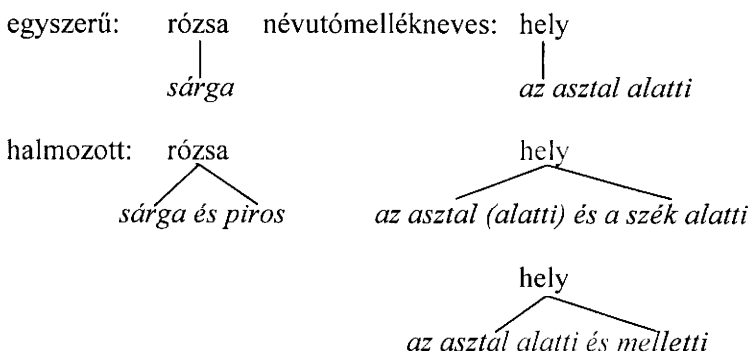 egyszerű: rózsa névutómellékneves: hely
sárga az asztal alatti
halmozott: rózsa hely
sárga és piros az asztal (alatti) és a szék alatti
hely
az asztal alatti és melletti